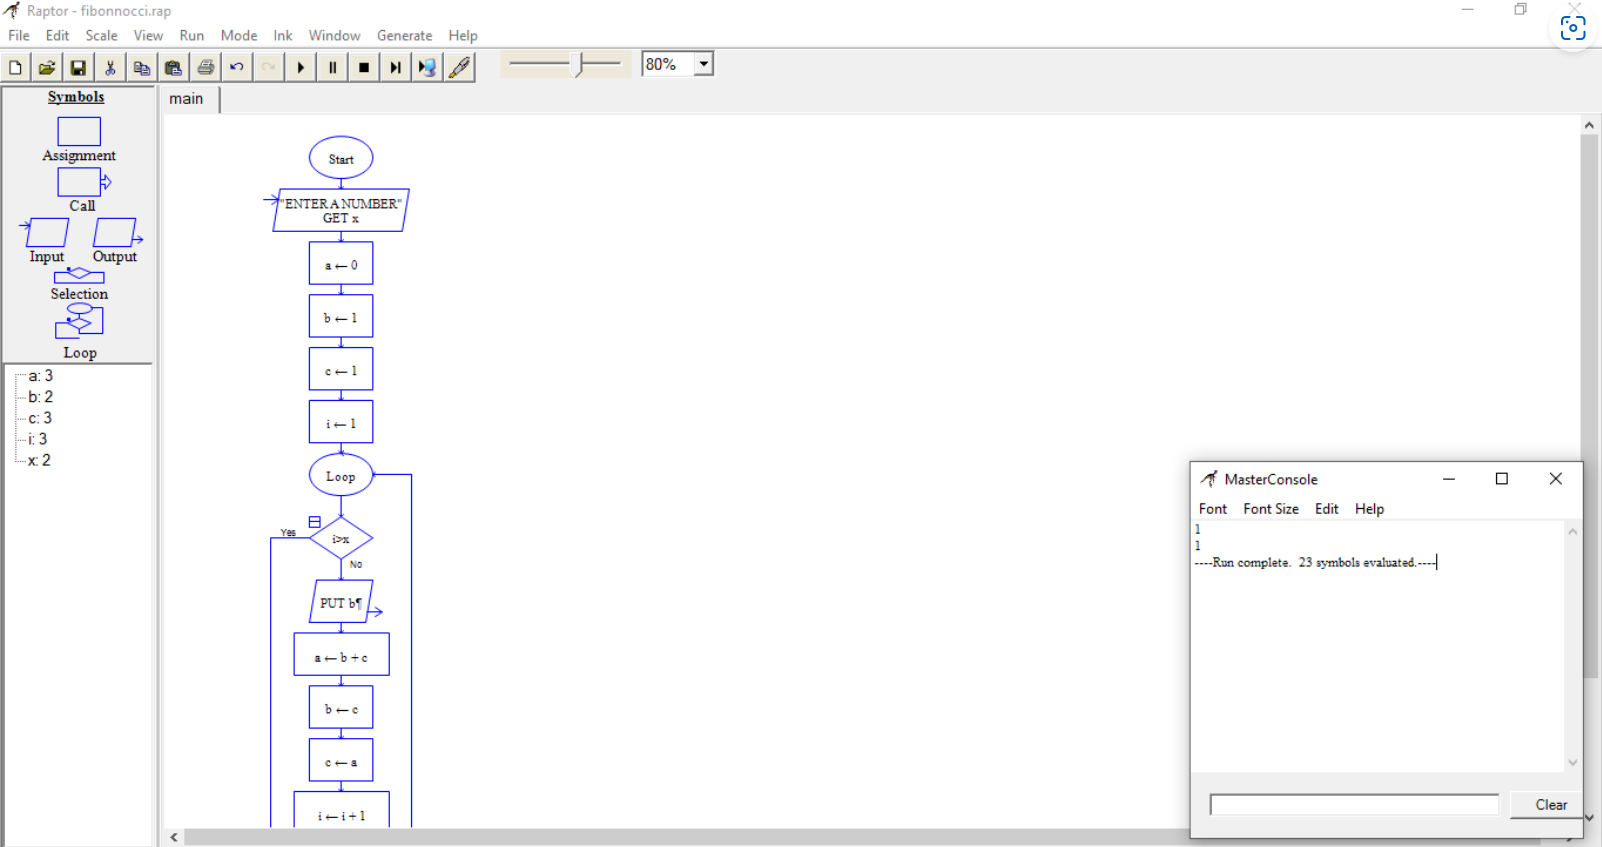 Raptor - fibonnocci.rap
File Edit Scale View Run Mode Ink Window Generate Help
80%
Symbols
Assignment
Call
Input Output
Selection
Loop
a: 3
b: 2
c: 3
i: 3
x: 2
main
Start
"ENTER A NUMBER"
GET x
a ← 0
b ← 1
c ← 1
i ← 1
Loop
Yes
i>x
No
PUT b¶
a ← b + c
b ← c
c ← a
i ← i + 1
MasterConsole
Font Font Size Edit Help
1
1
----Run complete. 23 symbols evaluated.----
Clear